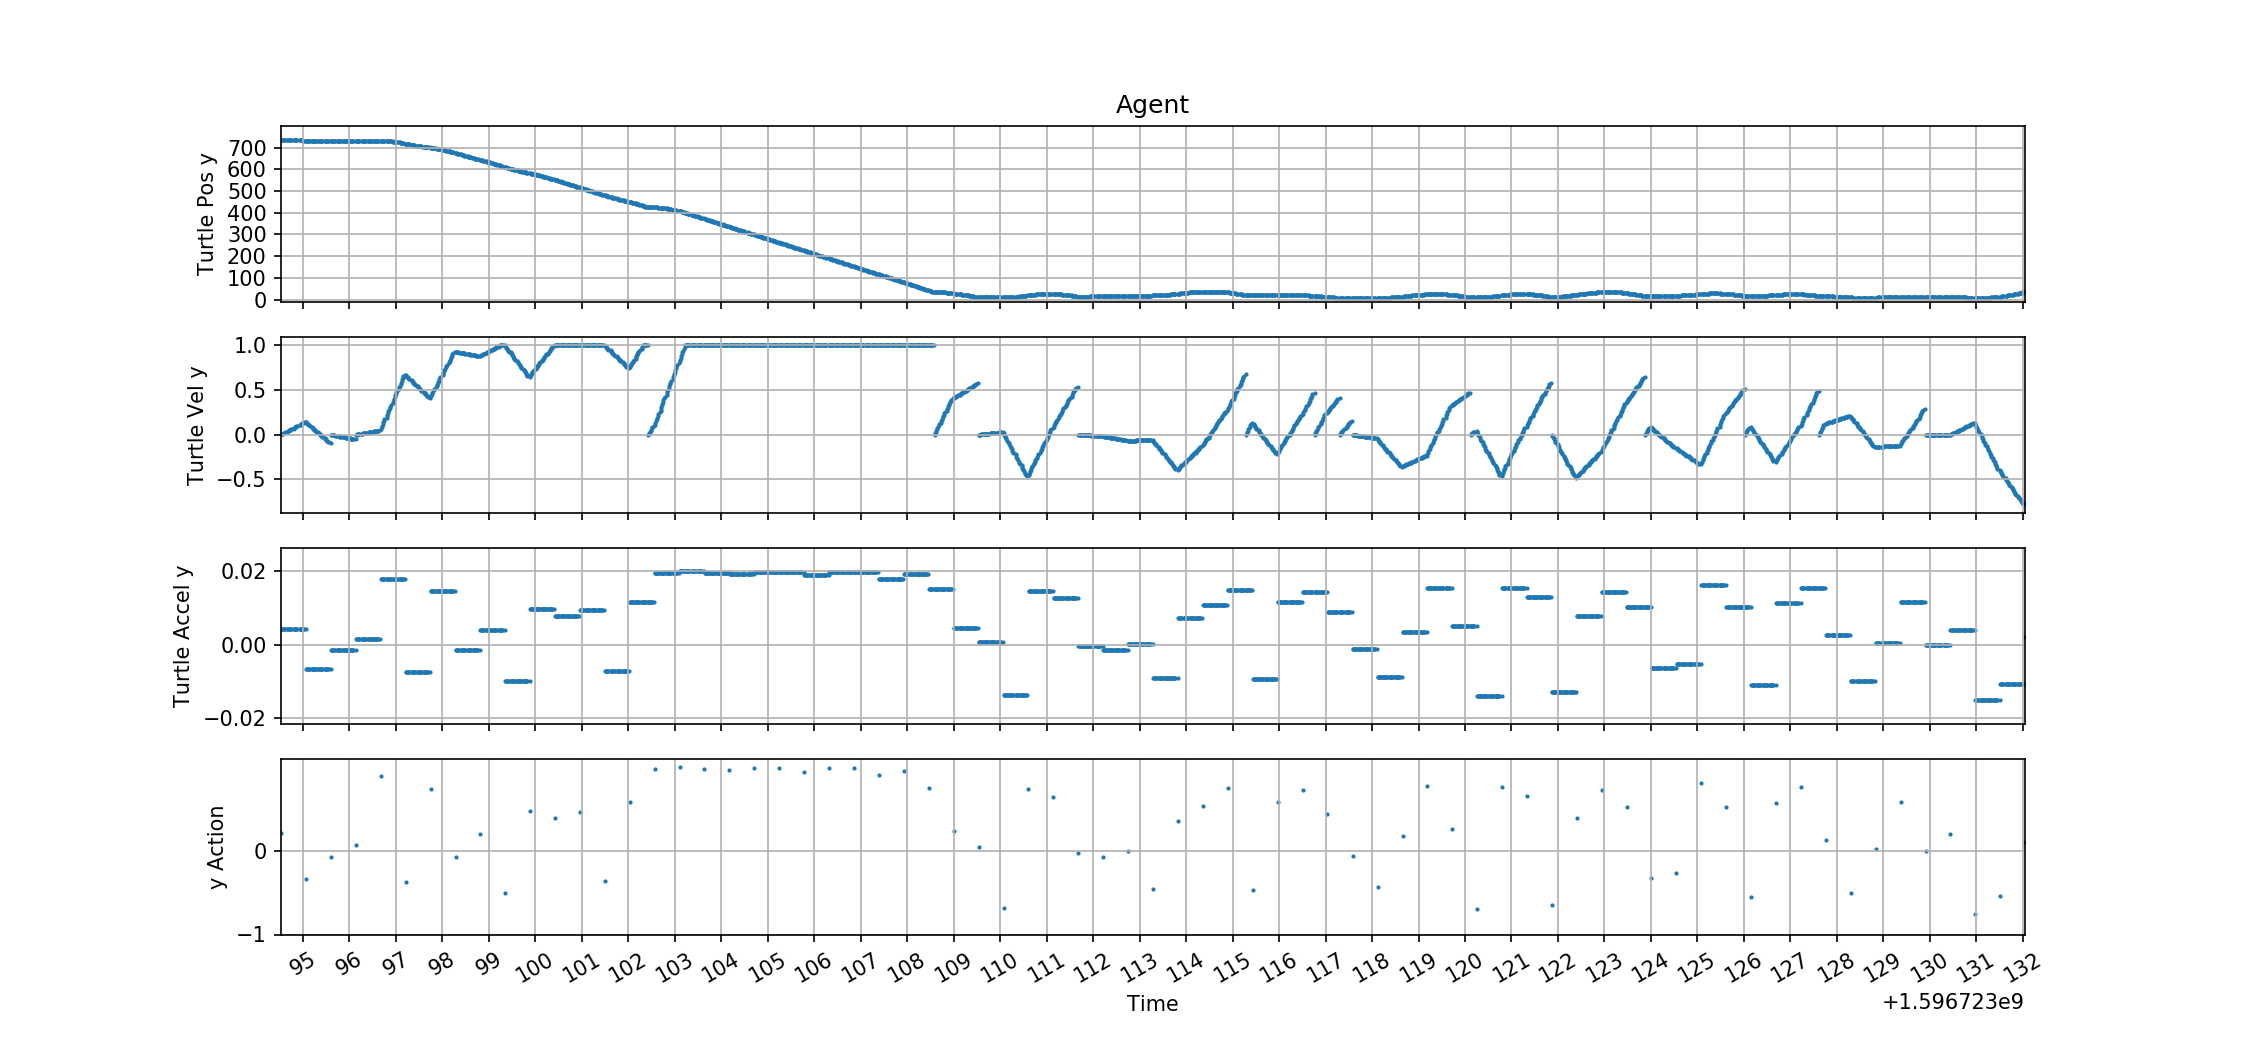 Agent
Turtle Pos y
700
600
500
400
300
200
100
0
Turtle Vel y
1.0
0.5
0.0
−0.5
Turtle Accel y
0.02
0.00
−0.02
y Action
0
−1
95 96 97 98 99 100 101 102 103 104 105 106 107 108 109 110 111 112 113 114 115 116 117 118 119 120 121 122 123 124 125 126 127 128 129 130 131 132
Time
+1.596723e9